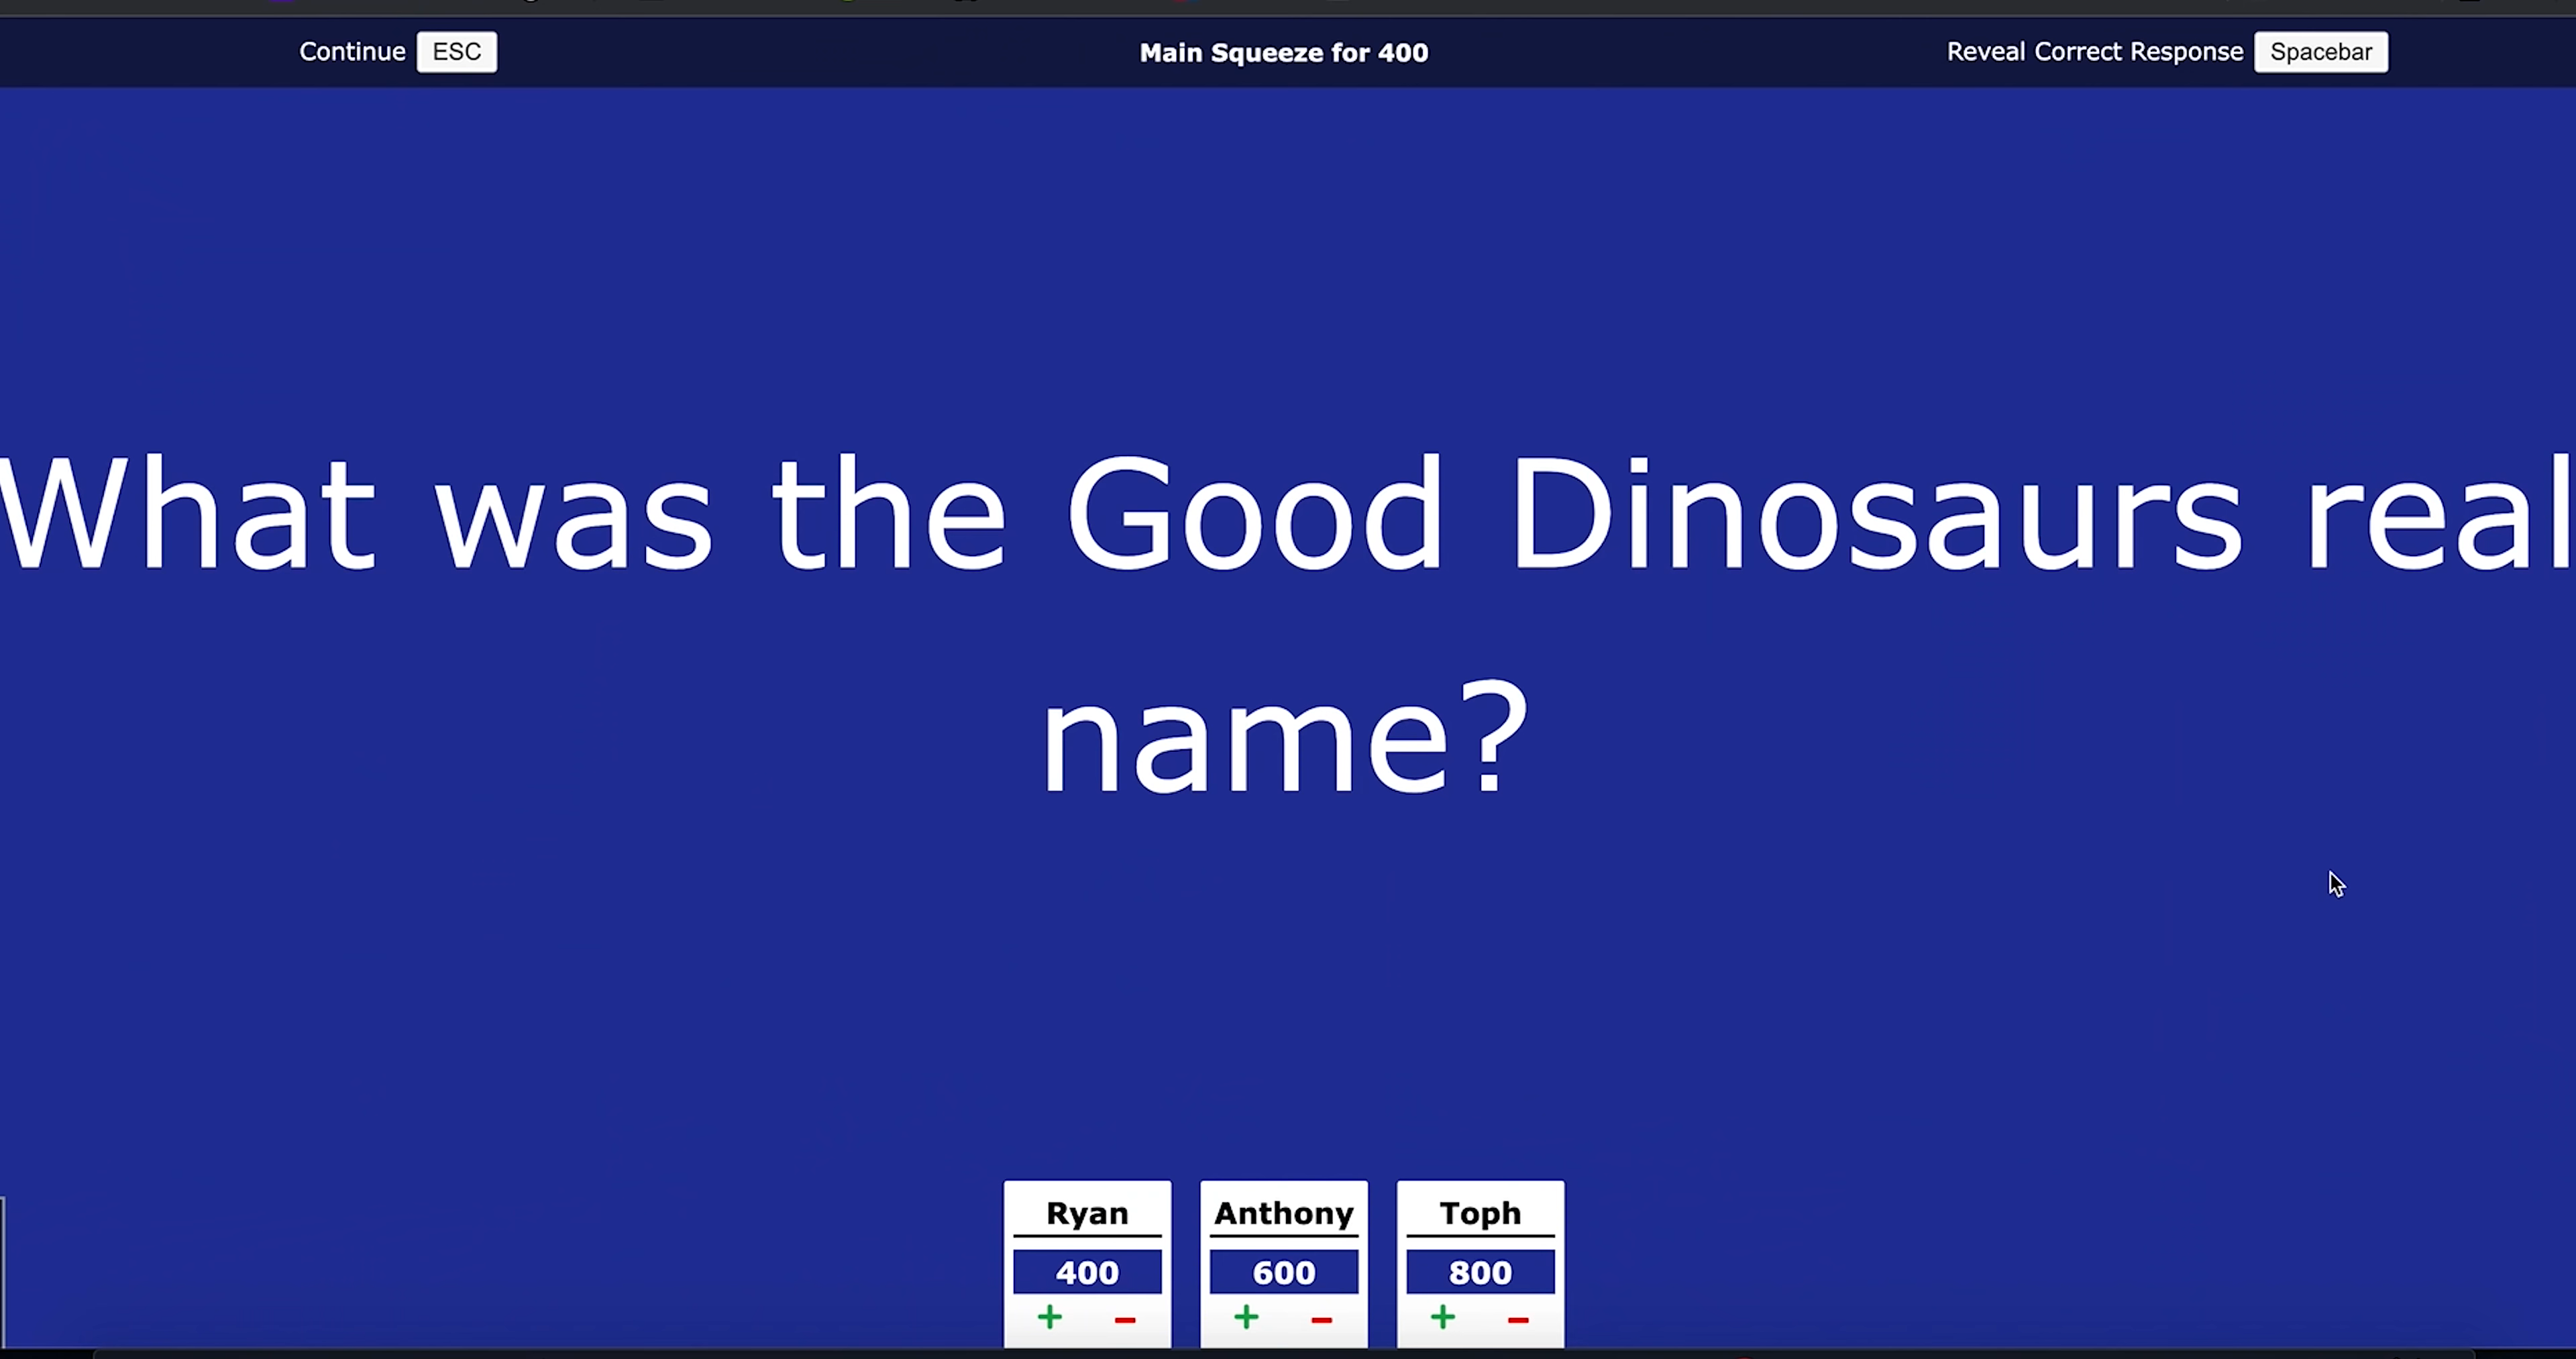 Continue ESC Main Squeeze for 400 Reveal Correct Response Spacebar
What was the Good Dinosaurs real
name?
Ryan Anthony Toph
400 600 800
+ - + - + -